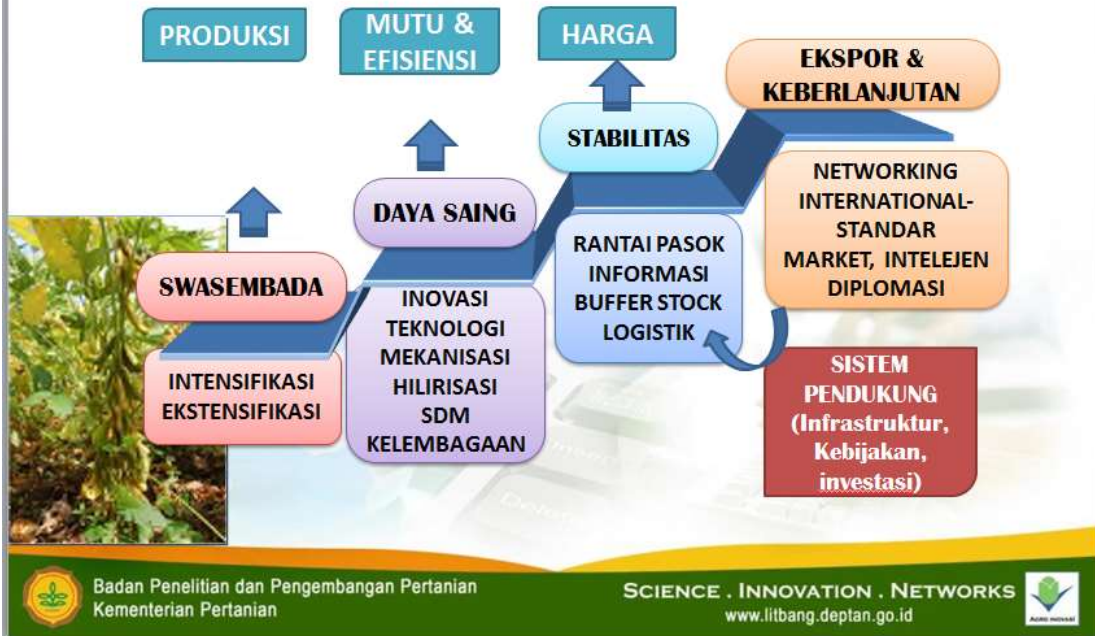 PRODUKSI
MUTU &
EFISIENSI
HARGA
EKSPOR &
KEBERLANJUTAN
STABILITAS
DAYA SAING
SWASEMBADA
INTENSIFIKASI
EKSTENSIFIKASI
INOVASI
TEKNOLOGI
MEKANISASI
HILIRISASI
SDM
KELEMBAGAAN
RANTAI PASOK
INFORMASI
BUFFER STOCK
LOGISTIK
NETWORKING
INTERNATIONAL-
STANDAR
MARKET, INTELEJEN
DIPLOMASI
SISTEM
PENDUKUNG
(Infrastruktur,
Kebijakan,
investasi)
Badan Penelitian dan Pengembangan Pertanian
Kementerian Pertanian
SCIENCE . INNOVATION . NETWORKS
www.litbang.deptan.go.id
AGRO INOVASI